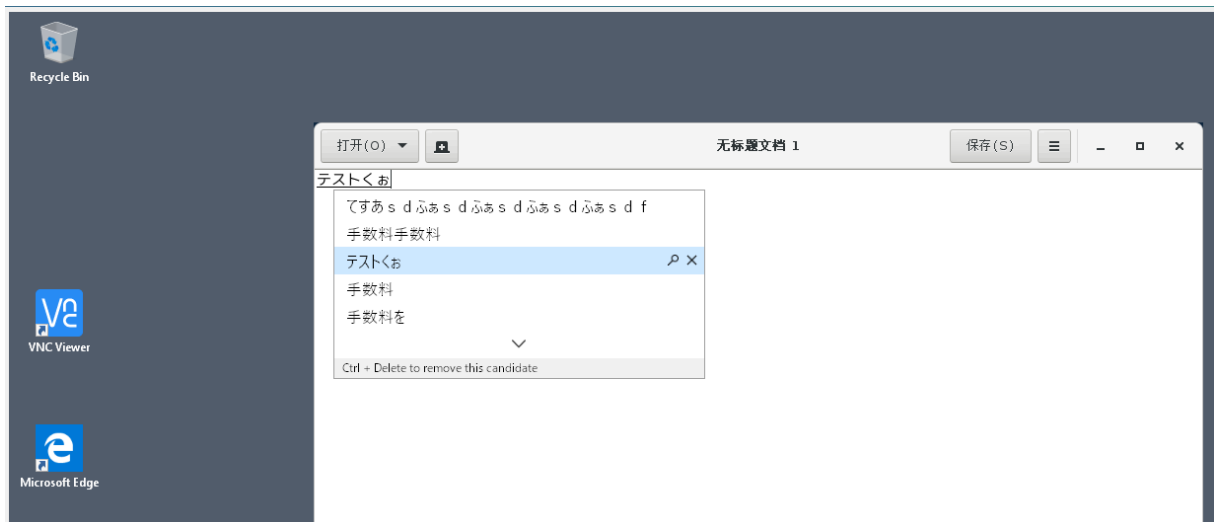 Recycle Bin
打开(O)
无标题文档 1
保存(S)
テストくぉ
てすあｓｄふぁｓｄふぁｓｄふぁｓｄふぁｓｄｆ
手数料手数料
テストくぉ
手数料
手数料を
Ctrl + Delete to remove this candidate
VNC Viewer
Microsoft Edge